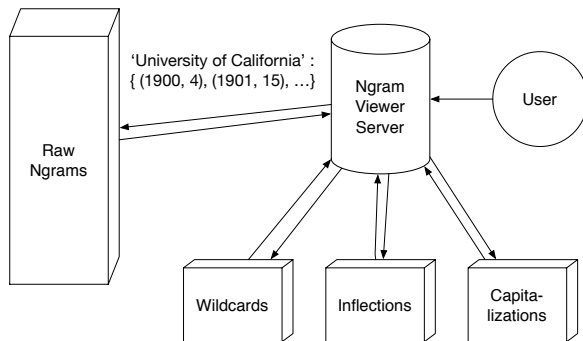 ‘University of California’ :
{ (1900, 4), (1901, 15), …}
Ngram
Viewer
Server
User
Raw
Ngrams
Wildcards
Inflections
Capita-
lizations